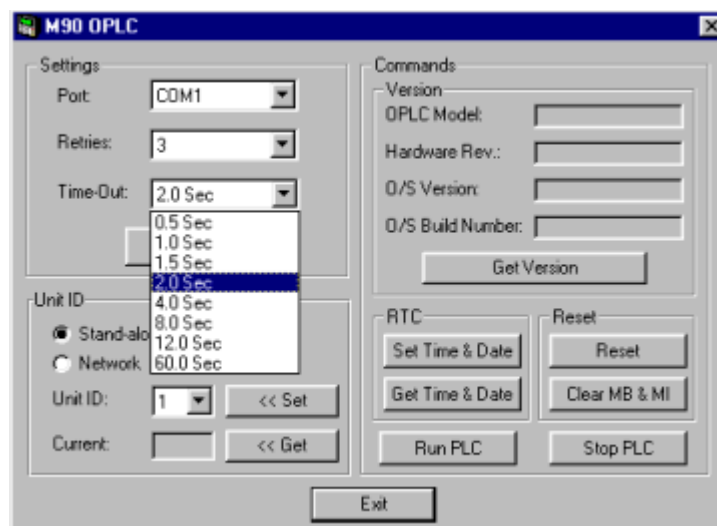 M90 OPLC
Settings
Port:
COM1
Retries:
3
Time-Out:
2.0 Sec
0.5 Sec
1.0 Sec
1.5 Sec
2.0 Sec
4.0 Sec
8.0 Sec
12.0 Sec
60.0 Sec
Unit ID
Stand-alo
Network
Unit ID:
1
<< Set
Current:
<< Get
Commands
Version
OPLC Model:
Hardware Rev.:
O/S Version:
O/S Build Number:
Get Version
RTC
Set Time & Date
Get Time & Date
Reset
Reset
Clear MB & MI
Run PLC
Stop PLC
Exit